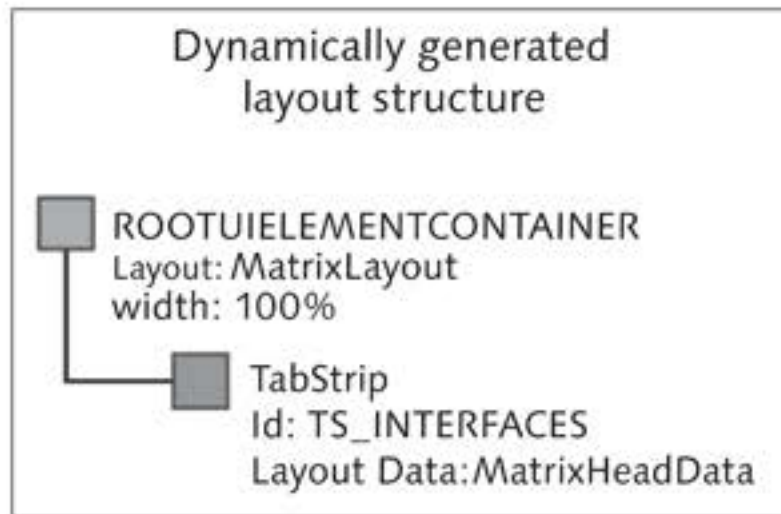 Dynamically generated
layout structure
ROOTUIELEMENTCONTAINER
Layout: MatrixLayout
width: 100%
TabStrip
Id: TS_INTERFACES
Layout Data:MatrixHeadData